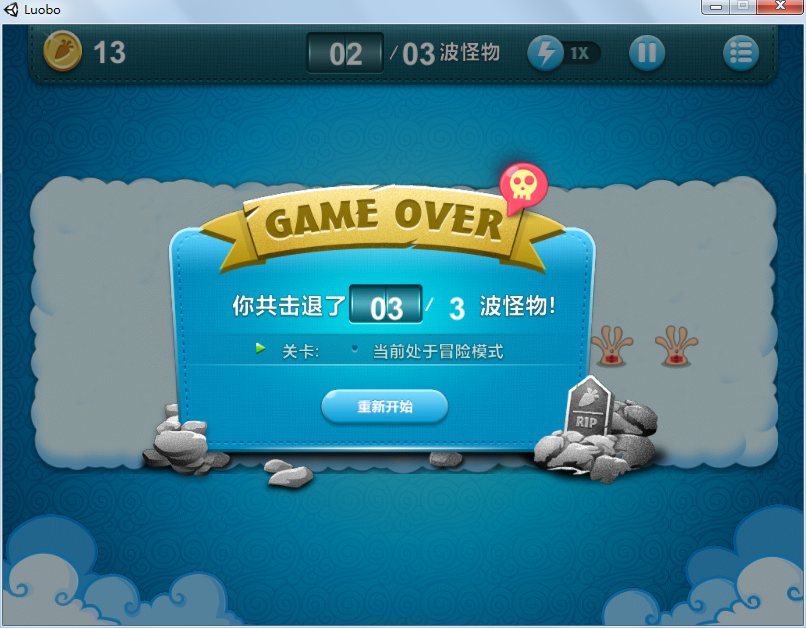 Luobo
13
02 / 03 波怪物
1X
GAME OVER
你共击退了 03 / 3 波怪物!
关卡: 当前处于冒险模式
重新开始
RIP